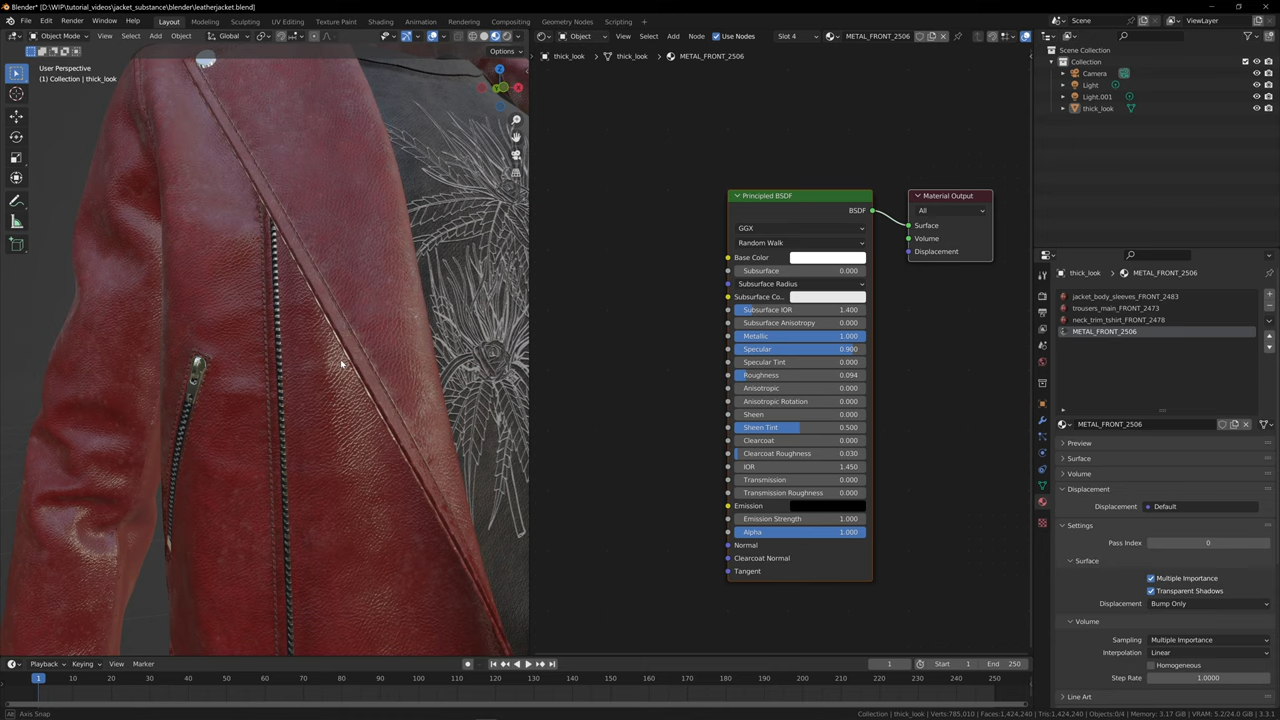 Blender* [D:\WIP\tutorial_videos\jacket_substance\blender\leatherjacket.blend]
File Edit Render Window Help Layout Modeling Sculpting UV Editing Texture Paint Shading Animation Rendering Compositing Geometry Nodes Scripting Scene ViewLayer
Object Mode View Select Add Object Global Object View Select Add Node Use Nodes Slot 4 METAL_FRONT_2506
Options thick_look thick_look METAL_FRONT_2506
User Perspective
(1) Collection | thick_look
Scene Collection
Collection
Camera
Light
Light.001
thick_look
Principled BSDF
BSDF
GGX
Random Walk
Base Color
Subsurface 0.000
Subsurface Radius
Subsurface Co...
Subsurface IOR 1.400
Subsurface Anisotropy 0.000
Metallic 1.000
Specular 0.900
Specular Tint 0.000
Roughness 0.094
Anisotropic 0.000
Anisotropic Rotation 0.000
Sheen 0.000
Sheen Tint 0.500
Clearcoat 0.000
Clearcoat Roughness 0.030
IOR 1.450
Transmission 0.000
Transmission Roughness 0.000
Emission
Emission Strength 1.000
Alpha 1.000
Normal
Clearcoat Normal
Tangent
Material Output
All
Surface
Volume
Displacement
thick_look METAL_FRONT_2506
jacket_body_sleeves_FRONT_2483
trousers_main_FRONT_2473
neck_trim_tshirt_FRONT_2478
METAL_FRONT_2506
METAL_FRONT_2506
Preview
Surface
Volume
Displacement
Displacement Default
Settings
Pass Index 0
Surface
Multiple Importance
Transparent Shadows
Displacement Bump Only
Volume
Sampling Multiple Importance
Interpolation Linear
Homogeneous
Step Rate 1.0000
Line Art
Playback Keying View Marker 1 Start 1 End 250
1 10 20 30 40 50 60 70 80 90 100 110 120 130 140 150 160 170 180 190 200 210 220 230 240 250
Axis Snap Collection | thick_look | Verts:785,010 | Faces:1,424,240 | Tris:1,424,240 | Objects:0/4 | Memory: 3.17 GiB | VRAM: 5.2/24.0 GiB | 3.3.1